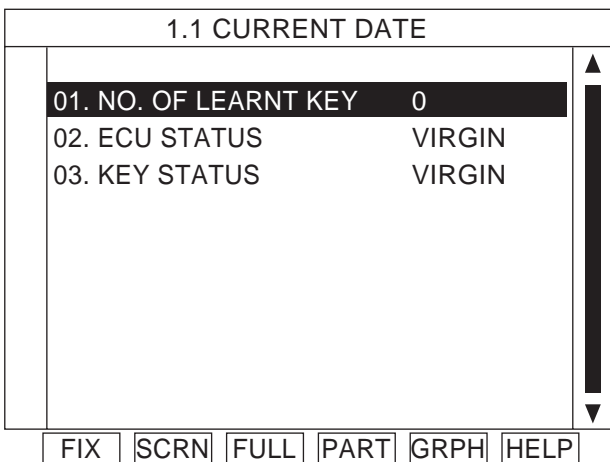 1.1 CURRENT DATE
01. NO. OF LEARNT KEY 0
02. ECU STATUS VIRGIN
03. KEY STATUS VIRGIN
FIX SCRN FULL PART GRPH HELP